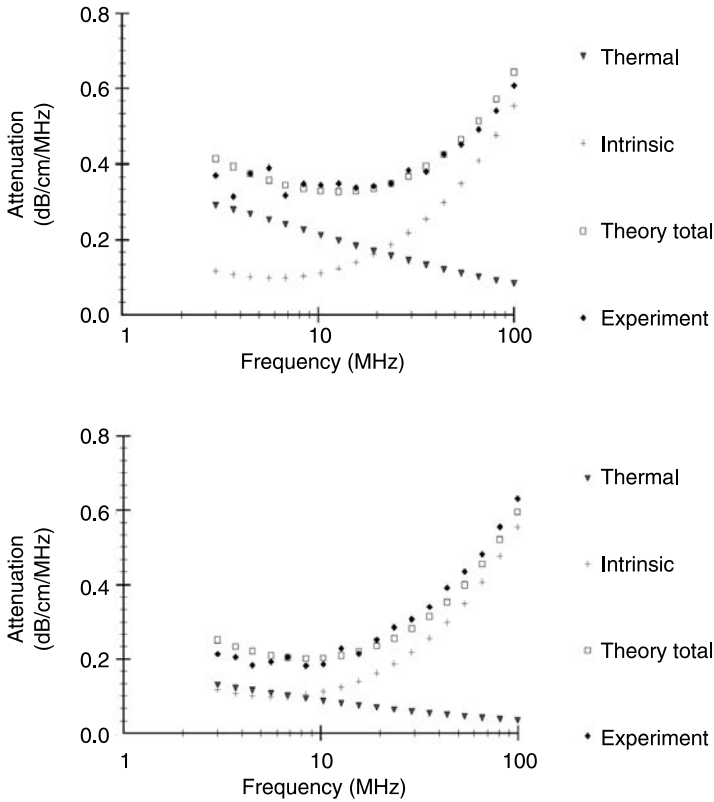 0.8
Thermal
0.6
Attenuation
(dB/cm/MHz)
Intrinsic
0.4
Theory total
0.2
Experiment
0.0
1 10 100
Frequency (MHz)
0.8
Thermal
0.6
Attenuation
(dB/cm/MHz)
Intrinsic
0.4
Theory total
0.2
Experiment
0.0
1 10 100
Frequency (MHz)